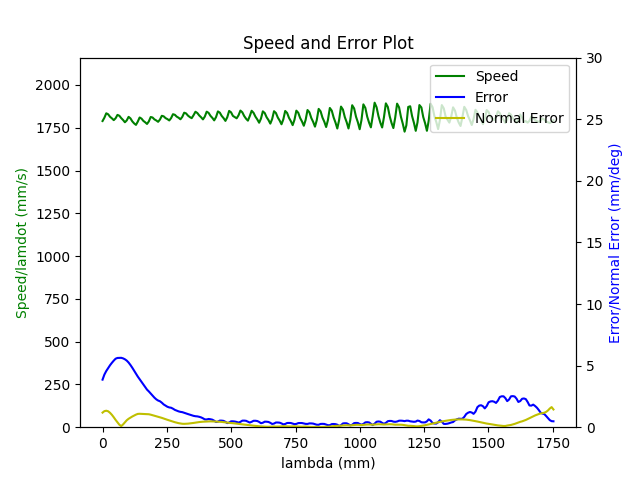 Speed and Error Plot
Speed
Error
Normal Error
Speed/lamdot (mm/s)
2000
1750
1500
1250
1000
750
500
250
0
30
25
20
15
10
5
0
Error/Normal Error (mm/deg)
0 250 500 750 1000 1250 1500 1750
lambda (mm)